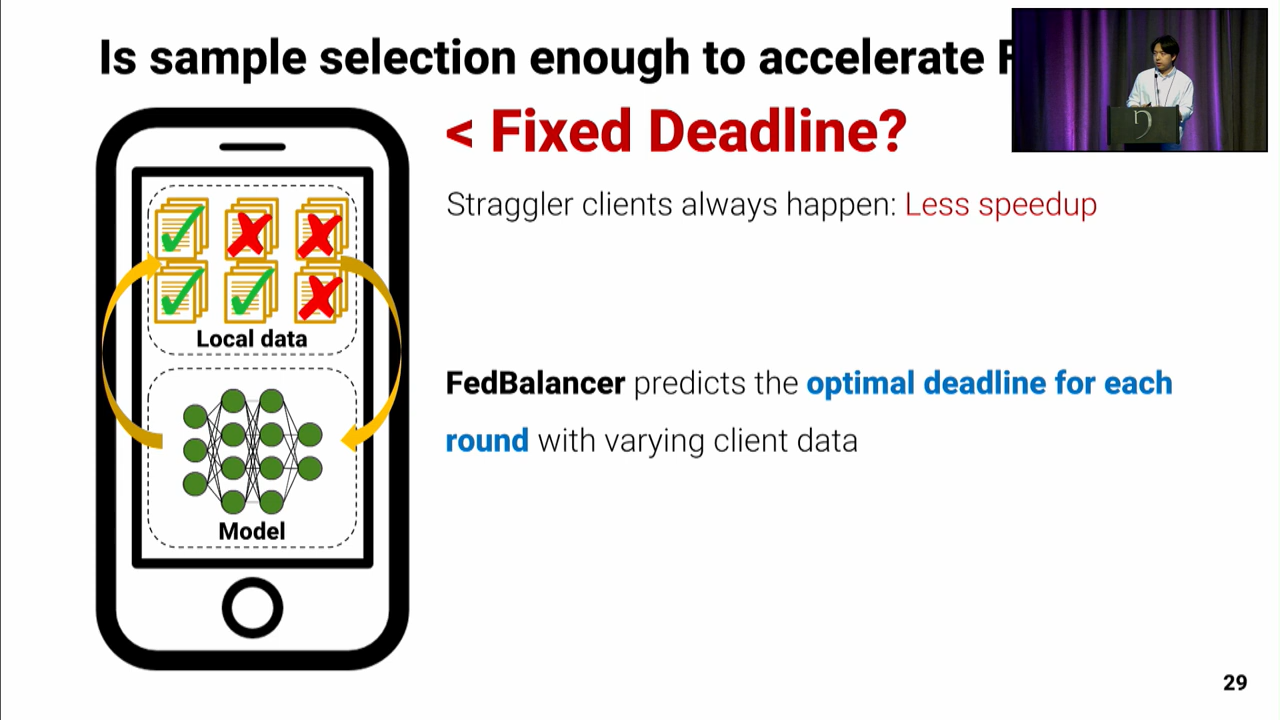 Is sample selection enough to accelerate
< Fixed Deadline?
Straggler clients always happen: Less speedup
Local data
FedBalancer predicts the optimal deadline for each
round with varying client data
Model
29